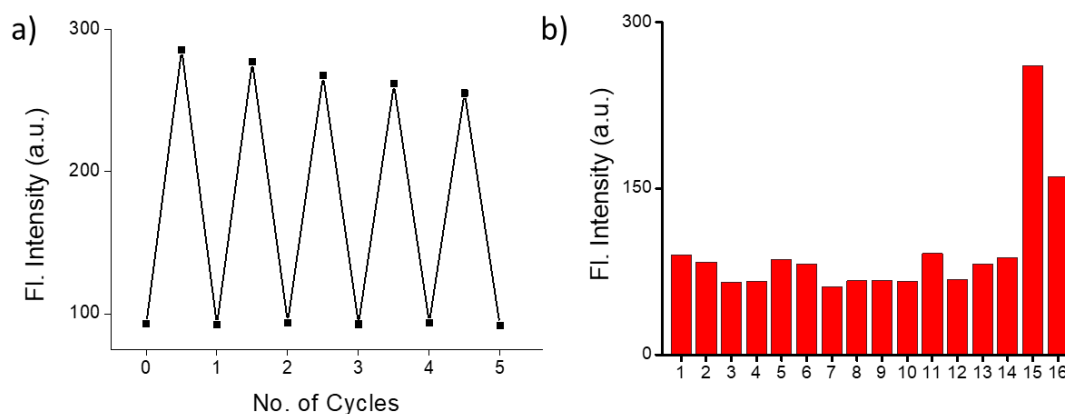 a)
Fl. Intensity (a.u.)
300
200
100
0 1 2 3 4 5
No. of Cycles
b)
Fl. Intensity (a.u.)
300
150
0
1 2 3 4 5 6 7 8 9 10 11 12 13 14 15 16